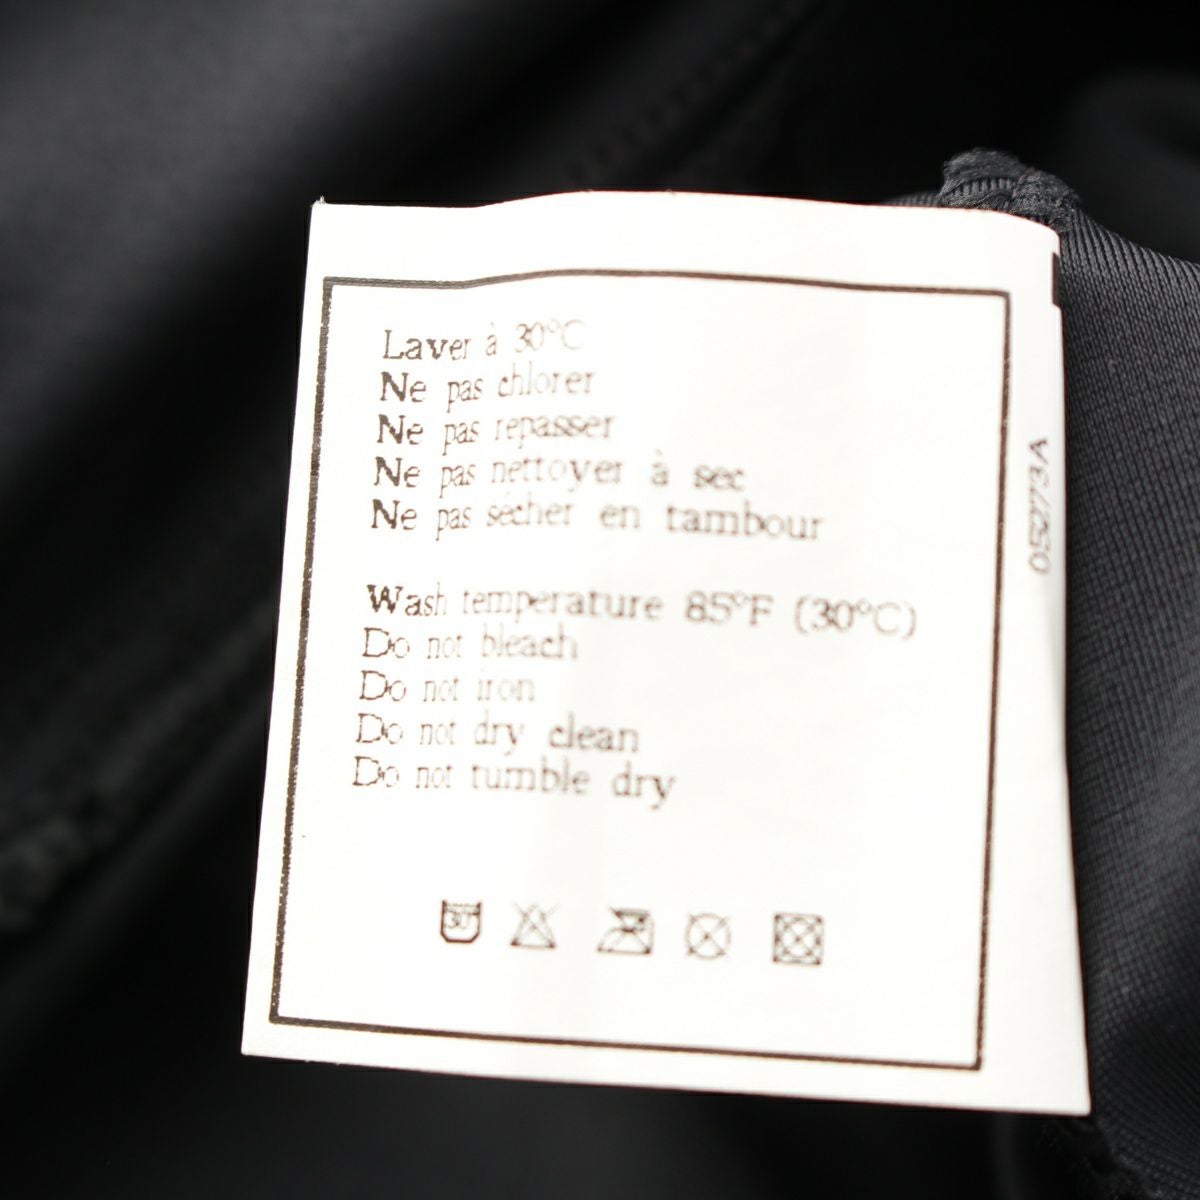 Laver à 30°C
Ne pas chlorer
Ne pas repasser
Ne pas nettoyer à sec
Ne pas sécher en tambour
Wash temperature 85°F (30°C)
Do not bleach
Do not iron
Do not dry clean
Do not tumble dry
30°
05273A